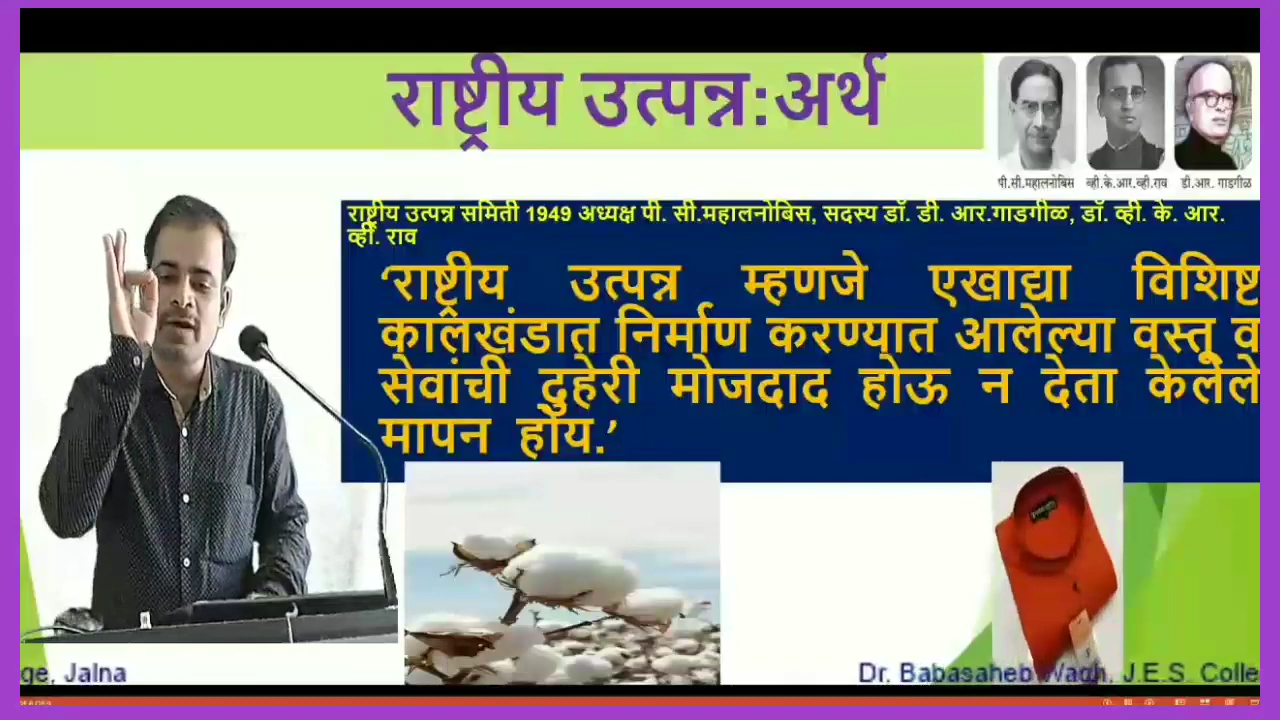 राष्ट्रीय उत्पन्न:अर्थ
पी.सी.महालनोबिस व्ही.के.आर.व्ही.राव डी.आर. गाडगीळ
राष्ट्रीय उत्पन्न समिती 1949 अध्यक्ष पी. सी.महालनोबिस, सदस्य डॉ. डी. आर.गाडगीळ, डॉ. व्ही. के. आर.
व्ही. राव
‘राष्ट्रीय उत्पन्न म्हणजे एखाद्या विशिष्ट
कालखंडात निर्माण करण्यात आलेल्या वस्तू व
सेवांची दुहेरी मोजदाद होऊ न देता केलेले
मापन होय.’
ge, Jalna
Dr. Babasaheb Wagh, J.E.S. Colle